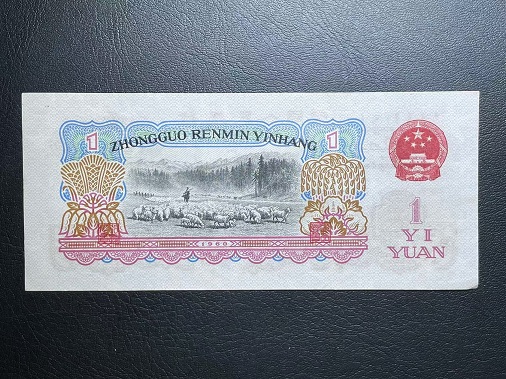 ZHONGGUO RENMIN YINHANG
1
1
1960
1
YI
YUAN